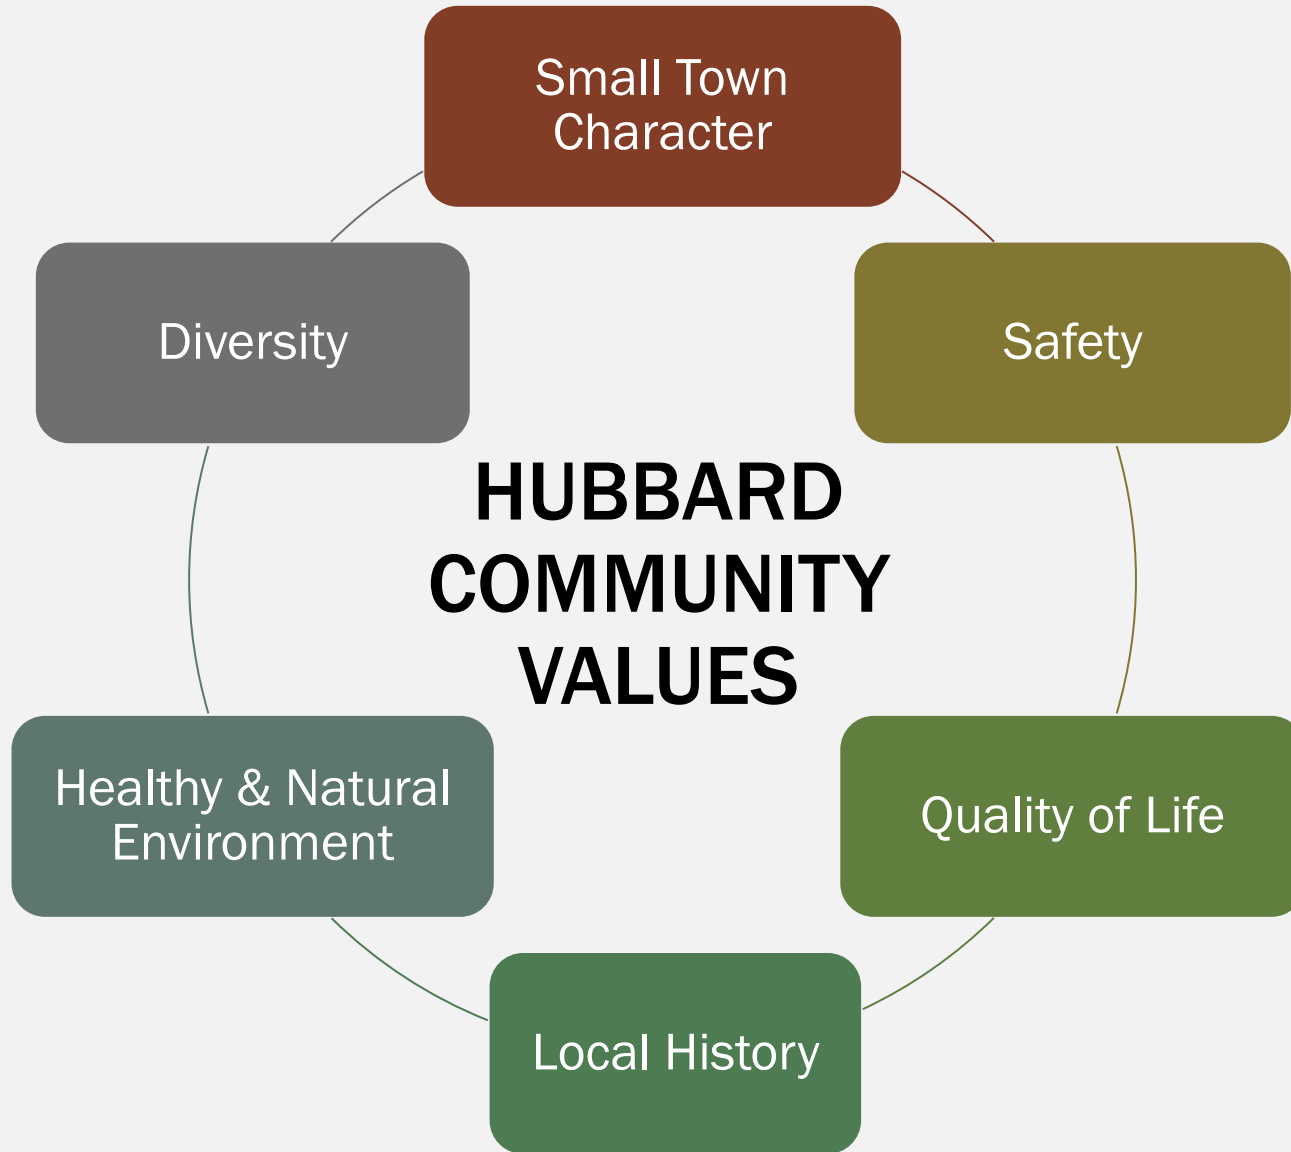 Small Town
Character
Diversity
Safety
HUBBARD
COMMUNITY
VALUES
Healthy & Natural
Environment
Quality of Life
Local History